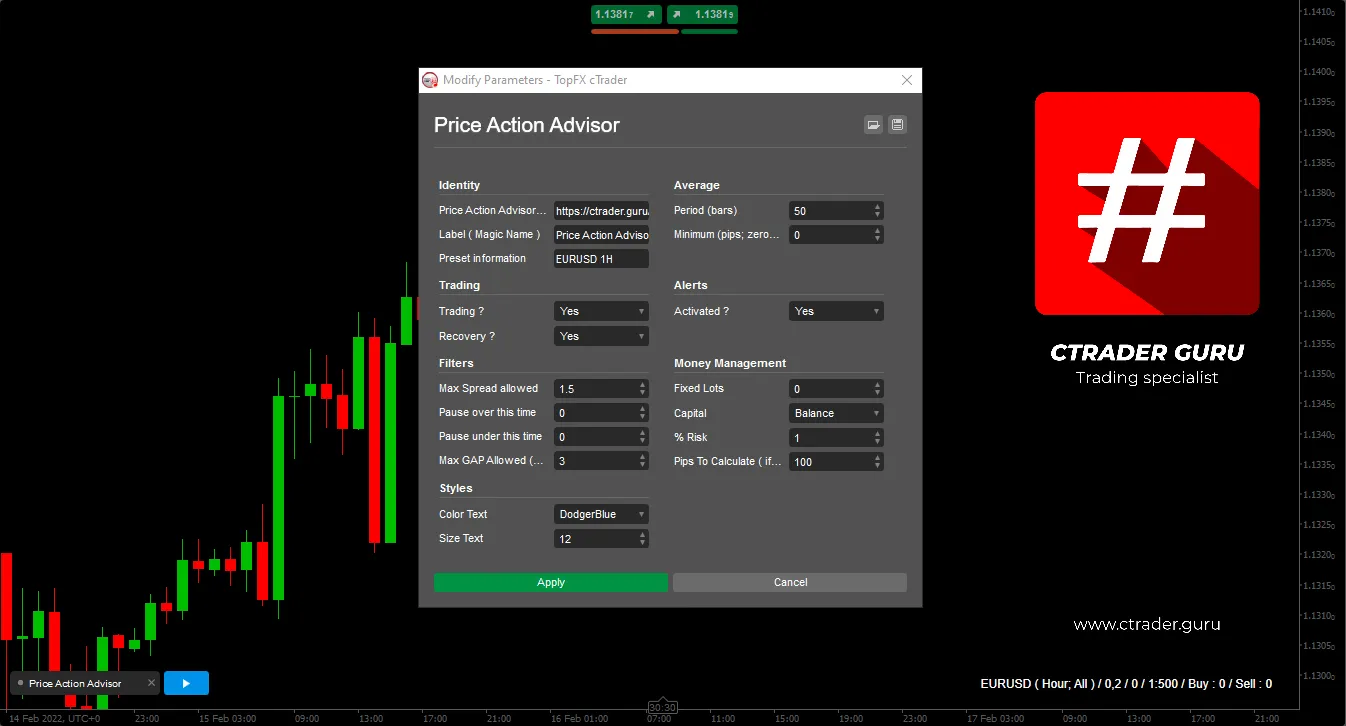 1.13817 1.13819
Modify Parameters - TopFX cTrader
Price Action Advisor
Identity
Price Action Advisor... https://ctrader.guru/
Label ( Magic Name ) Price Action Adviso
Preset information EURUSD 1H
Average
Period (bars) 50
Minimum (pips; zero... 0
Trading
Trading ? Yes
Recovery ? Yes
Alerts
Activated ? Yes
Filters
Max Spread allowed 1.5
Pause over this time 0
Pause under this time 0
Max GAP Allowed (... 3
Money Management
Fixed Lots 0
Capital Balance
% Risk 1
Pips To Calculate ( if... 100
Styles
Color Text DodgerBlue
Size Text 12
Apply Cancel
#
CTRADER GURU
Trading specialist
www.ctrader.guru
EURUSD ( Hour; All ) / 0,2 / 0 / 1:500 / Buy : 0 / Sell : 0
Price Action Advisor
1.14100
1.14050
1.14000
1.13950
1.13900
1.13850
1.13800
1.13750
1.13700
1.13650
1.13600
1.13550
1.13500
1.13450
1.13400
1.13350
1.13300
1.13250
1.13200
1.13150
1.13100
1.13050
1.13000
30:30
14 Feb 2022, UTC+0 23:00 15 Feb 03:00 09:00 13:00 17:00 21:00 16 Feb 01:00 07:00 11:00 15:00 19:00 23:00 17 Feb 03:00 09:00 13:00 17:00 21:00